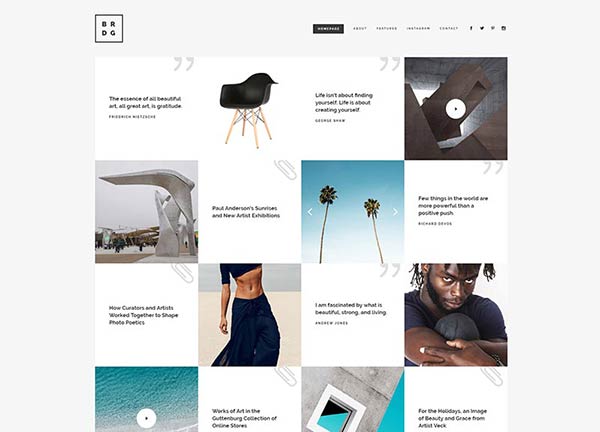 B R
D G
HOMEPAGE ABOUT FEATURED INSTAGRAM CONTACT
The essence of all beautiful
art, all great art, is gratitude.
FRIEDRICH NIETZSCHE
Life isn't about finding
yourself. Life is about
creating yourself.
GEORGE SHAW
Paul Anderson's Sunrises
and New Artist Exhibitions
Few things in the world are
more powerful than a
positive push.
RICHARD DEVOS
How Curators and Artists
Worked Together to Shape
Photo Poetics
I am fascinated by what is
beautiful, strong, and living.
ANDREW JONES
Works of Art in the
Guttenburg Collection of
Online Stores
For the Holidays, an Image
of Beauty and Grace from
Artist Veck